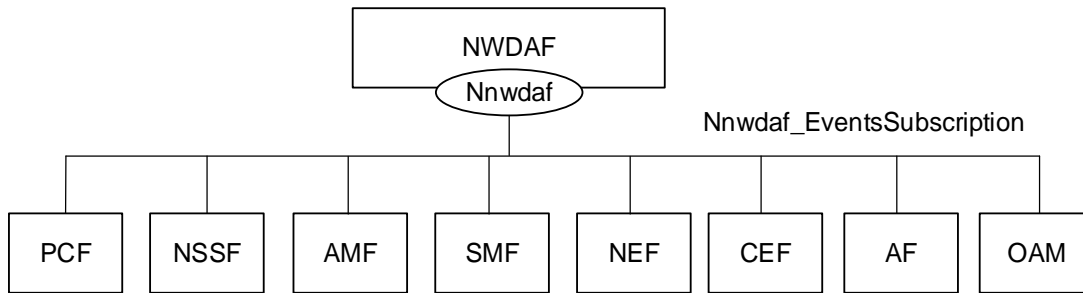 NWDAF
Nnwdaf
Nnwdaf_EventsSubscription
PCF NSSF AMF SMF NEF CEF AF OAM